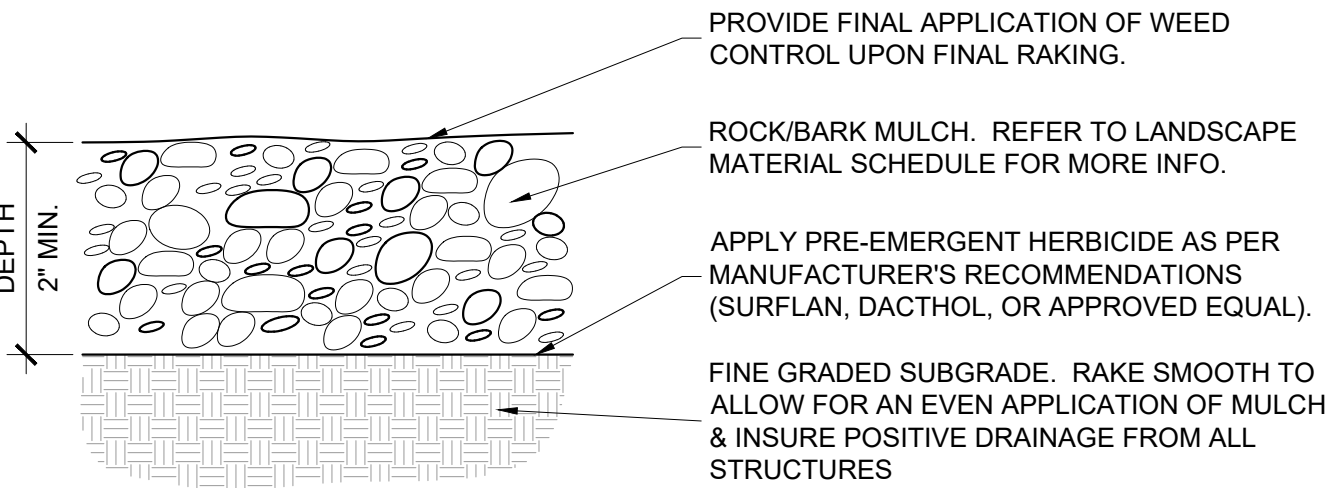 PROVIDE FINAL APPLICATION OF WEED
CONTROL UPON FINAL RAKING.
ROCK/BARK MULCH. REFER TO LANDSCAPE
MATERIAL SCHEDULE FOR MORE INFO.
APPLY PRE-EMERGENT HERBICIDE AS PER
MANUFACTURER'S RECOMMENDATIONS
(SURFLAN, DACTHOL, OR APPROVED EQUAL).
FINE GRADED SUBGRADE. RAKE SMOOTH TO
ALLOW FOR AN EVEN APPLICATION OF MULCH
& INSURE POSITIVE DRAINAGE FROM ALL
STRUCTURES
DEPTH
2" MIN.